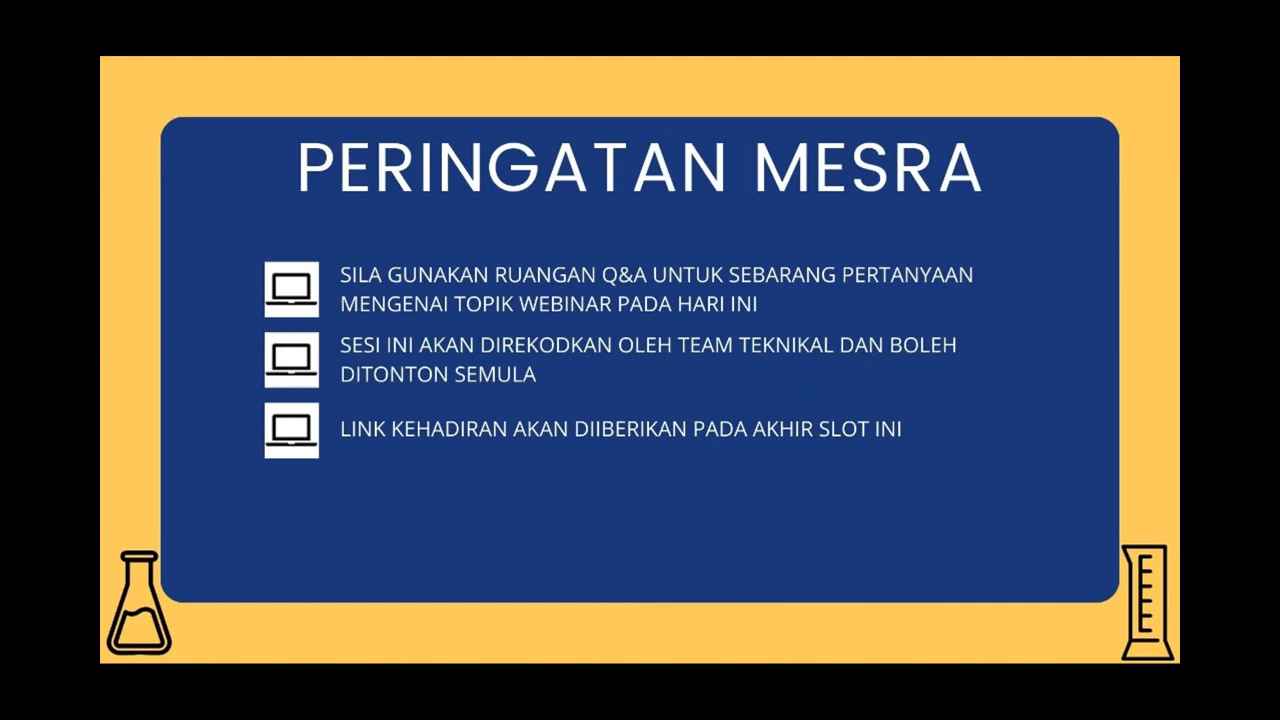 PERINGATAN MESRA
SILA GUNAKAN RUANGAN Q&A UNTUK SEBARANG PERTANYAAN
MENGENAI TOPIK WEBINAR PADA HARI INI
SESI INI AKAN DIREKODKAN OLEH TEAM TEKNIKAL DAN BOLEH
DITONTON SEMULA
LINK KEHADIRAN AKAN DIIBERIKAN PADA AKHIR SLOT INI